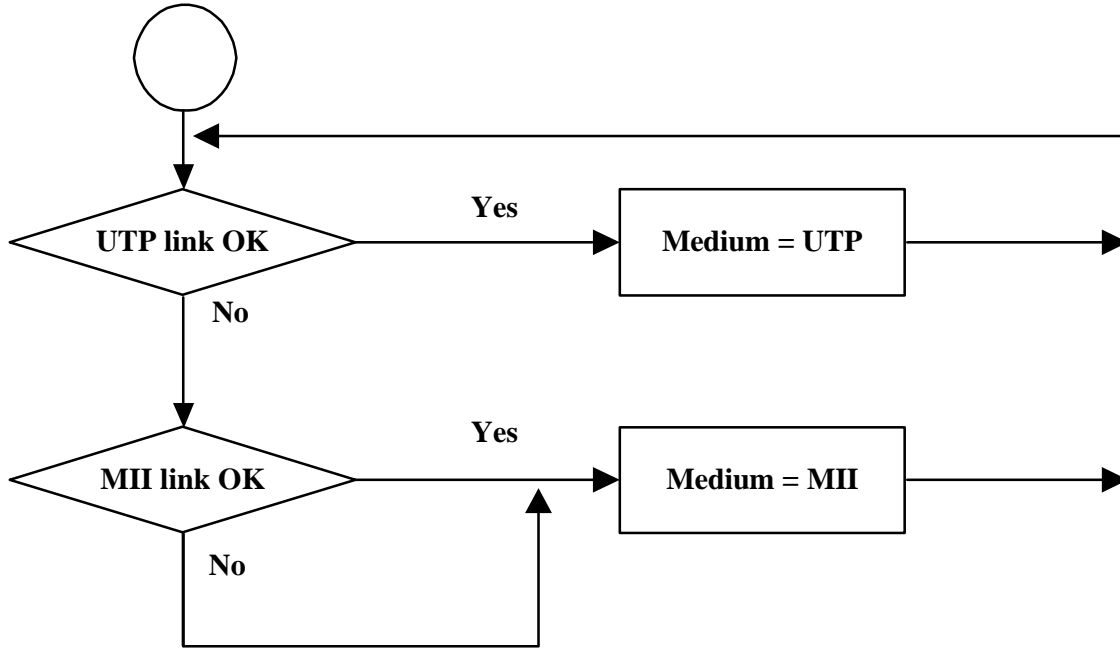 Yes
UTP link OK
Medium = UTP
No
Yes
MII link OK
Medium = MII
No